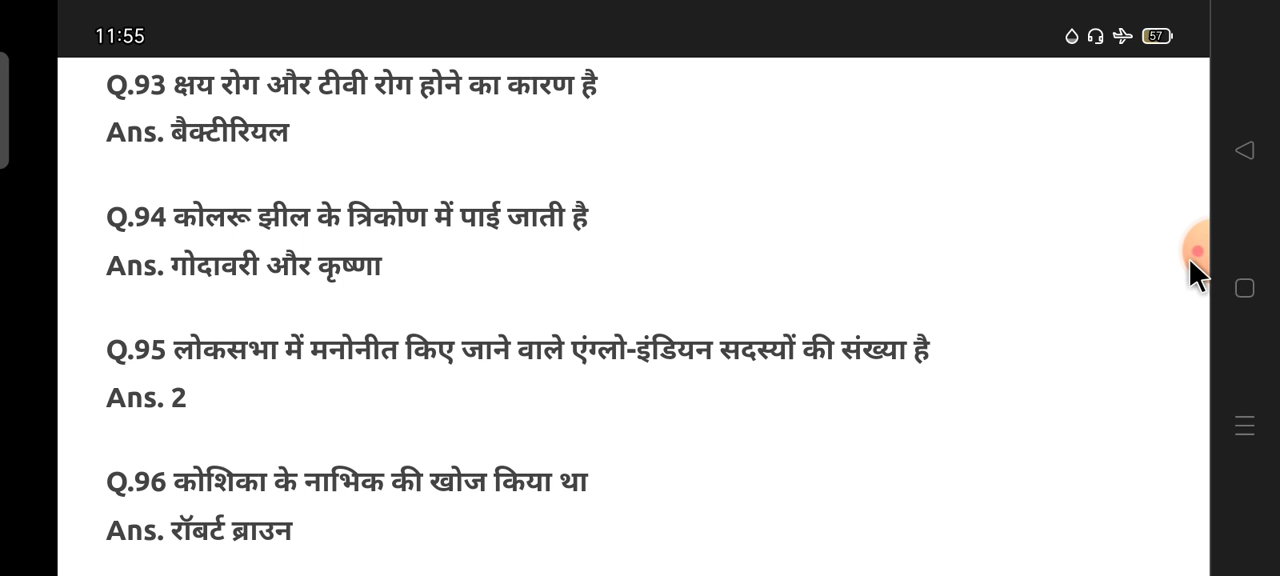 11:55
57
Q.93 क्षय रोग और टीवी रोग होने का कारण है
Ans. बैक्टीरियल
Q.94 कोलरू झील के त्रिकोण में पाई जाती है
Ans. गोदावरी और कृष्णा
Q.95 लोकसभा में मनोनीत किए जाने वाले एंग्लो-इंडियन सदस्यों की संख्या है
Ans. 2
Q.96 कोशिका के नाभिक की खोज किया था
Ans. रॉबर्ट ब्राउन